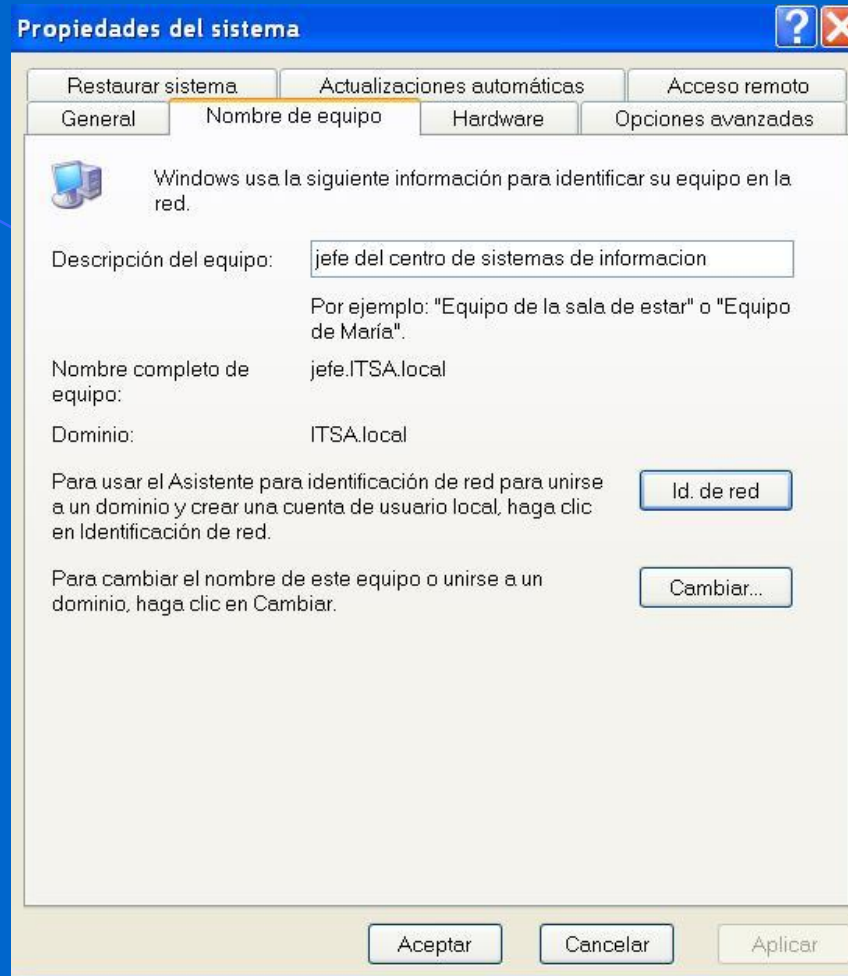 Propiedades del sistema
Restaurar sistema Actualizaciones automáticas Acceso remoto
General Nombre de equipo Hardware Opciones avanzadas
Windows usa la siguiente información para identificar su equipo en la
red.
Descripción del equipo: jefe del centro de sistemas de informacion
Por ejemplo: "Equipo de la sala de estar" o "Equipo
de María".
Nombre completo de
equipo:
jefe.ITSA.local
Dominio: ITSA.local
Para usar el Asistente para identificación de red para unirse
a un dominio y crear una cuenta de usuario local, haga clic
en Identificación de red.
Id. de red
Para cambiar el nombre de este equipo o unirse a un
dominio, haga clic en Cambiar.
Cambiar...
Aceptar Cancelar Aplicar